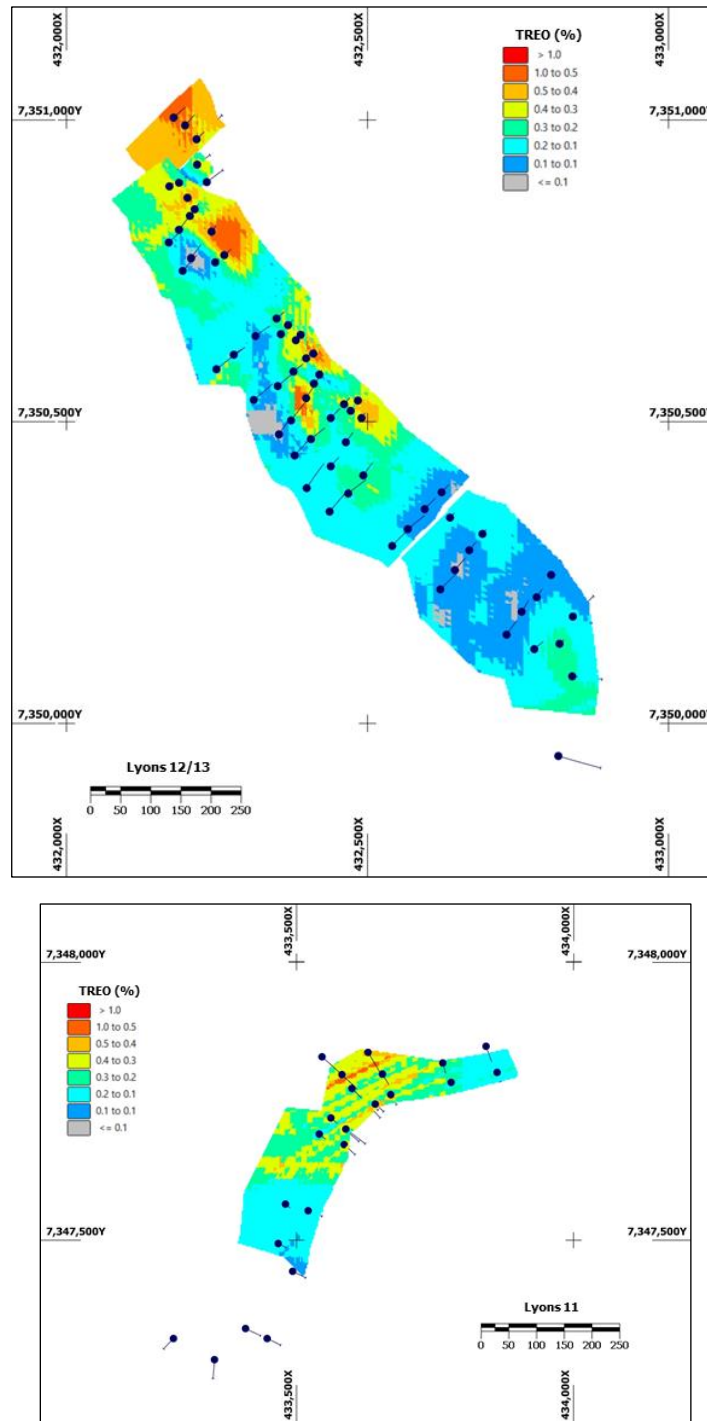 432,000X
432,500X
433,000X
TREO (%)
> 1.0
1.0 to 0.5
0.5 to 0.4
0.4 to 0.3
0.3 to 0.2
0.2 to 0.1
0.1 to 0.1
<= 0.1
7,351,000Y
7,351,000Y
7,350,500Y
7,350,500Y
7,350,000Y
7,350,000Y
Lyons 12/13
0 50 100 150 200 250
432,000X
432,500X
433,000X
433,500X
434,000X
7,348,000Y
7,348,000Y
TREO (%)
> 1.0
1.0 to 0.5
0.5 to 0.4
0.4 to 0.3
0.3 to 0.2
0.2 to 0.1
0.1 to 0.1
<= 0.1
7,347,500Y
7,347,500Y
Lyons 11
0 50 100 150 200 250
433,500X
434,000X